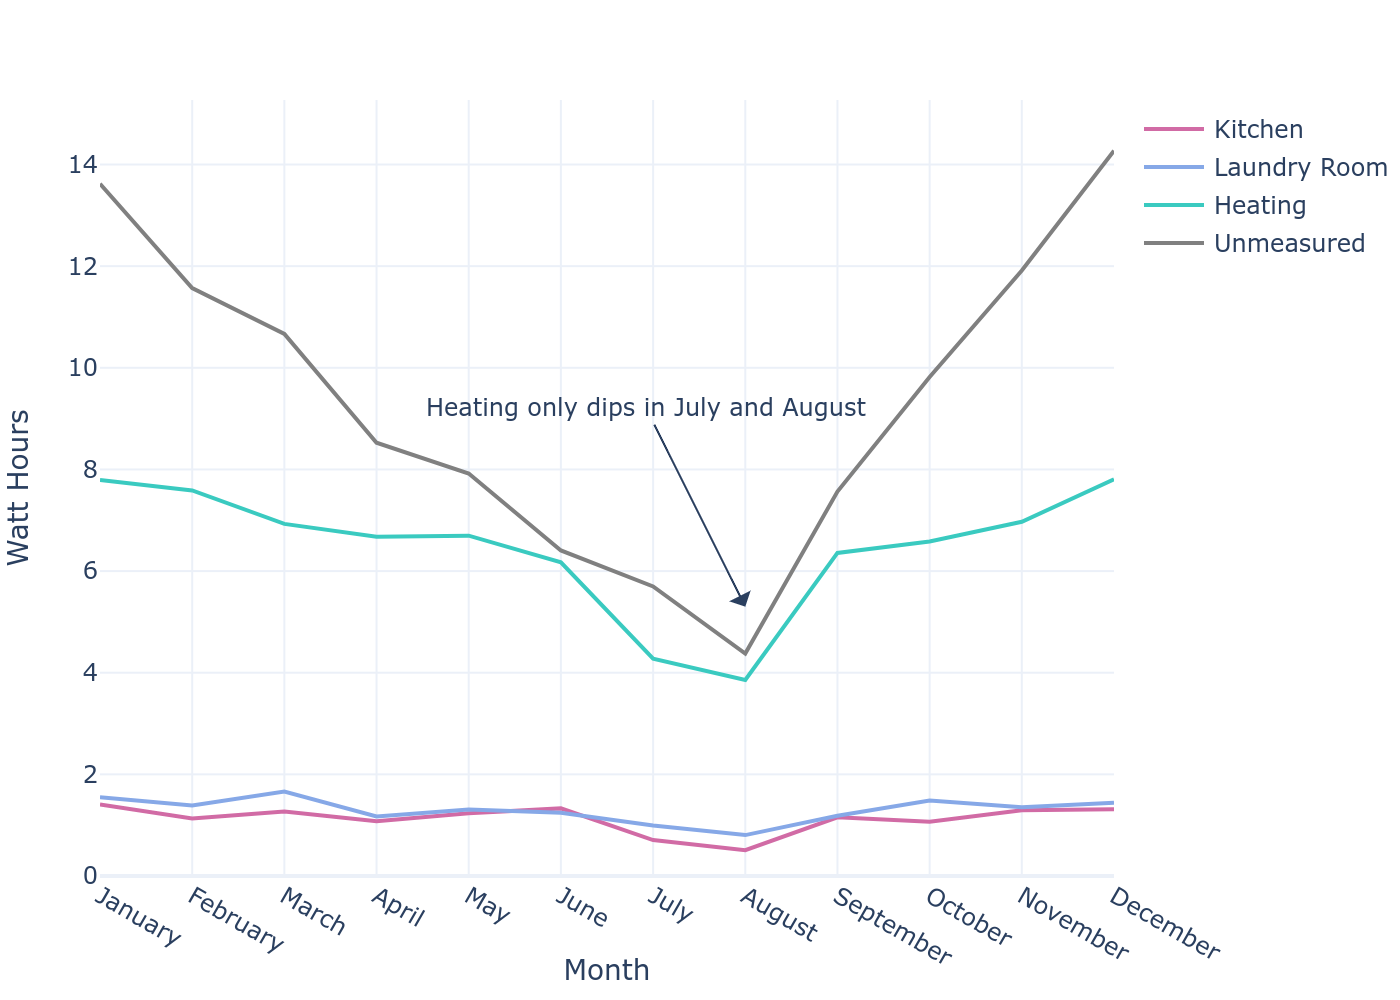 Kitchen
Laundry Room
Heating
Unmeasured
14
12
10
8
6
4
2
0
Watt Hours
Heating only dips in July and August
January
February
March
April
May
June
July
August
September
October
November
December
Month